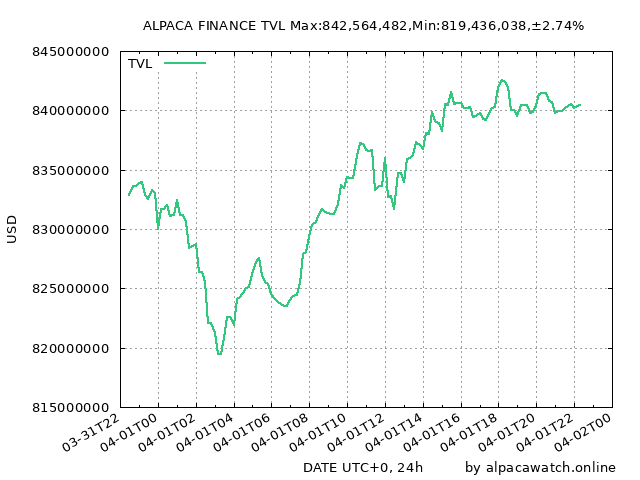 ALPACA FINANCE TVL Max:842,564,482,Min:819,436,038,±2.74%
TVL
845000000
840000000
835000000
830000000
825000000
820000000
815000000
USD
03-31T22
04-01T00
04-01T02
04-01T04
04-01T06
04-01T08
04-01T10
04-01T12
04-01T14
04-01T16
04-01T18
04-01T20
04-01T22
04-02T00
DATE UTC+0, 24h
by alpacawatch.online